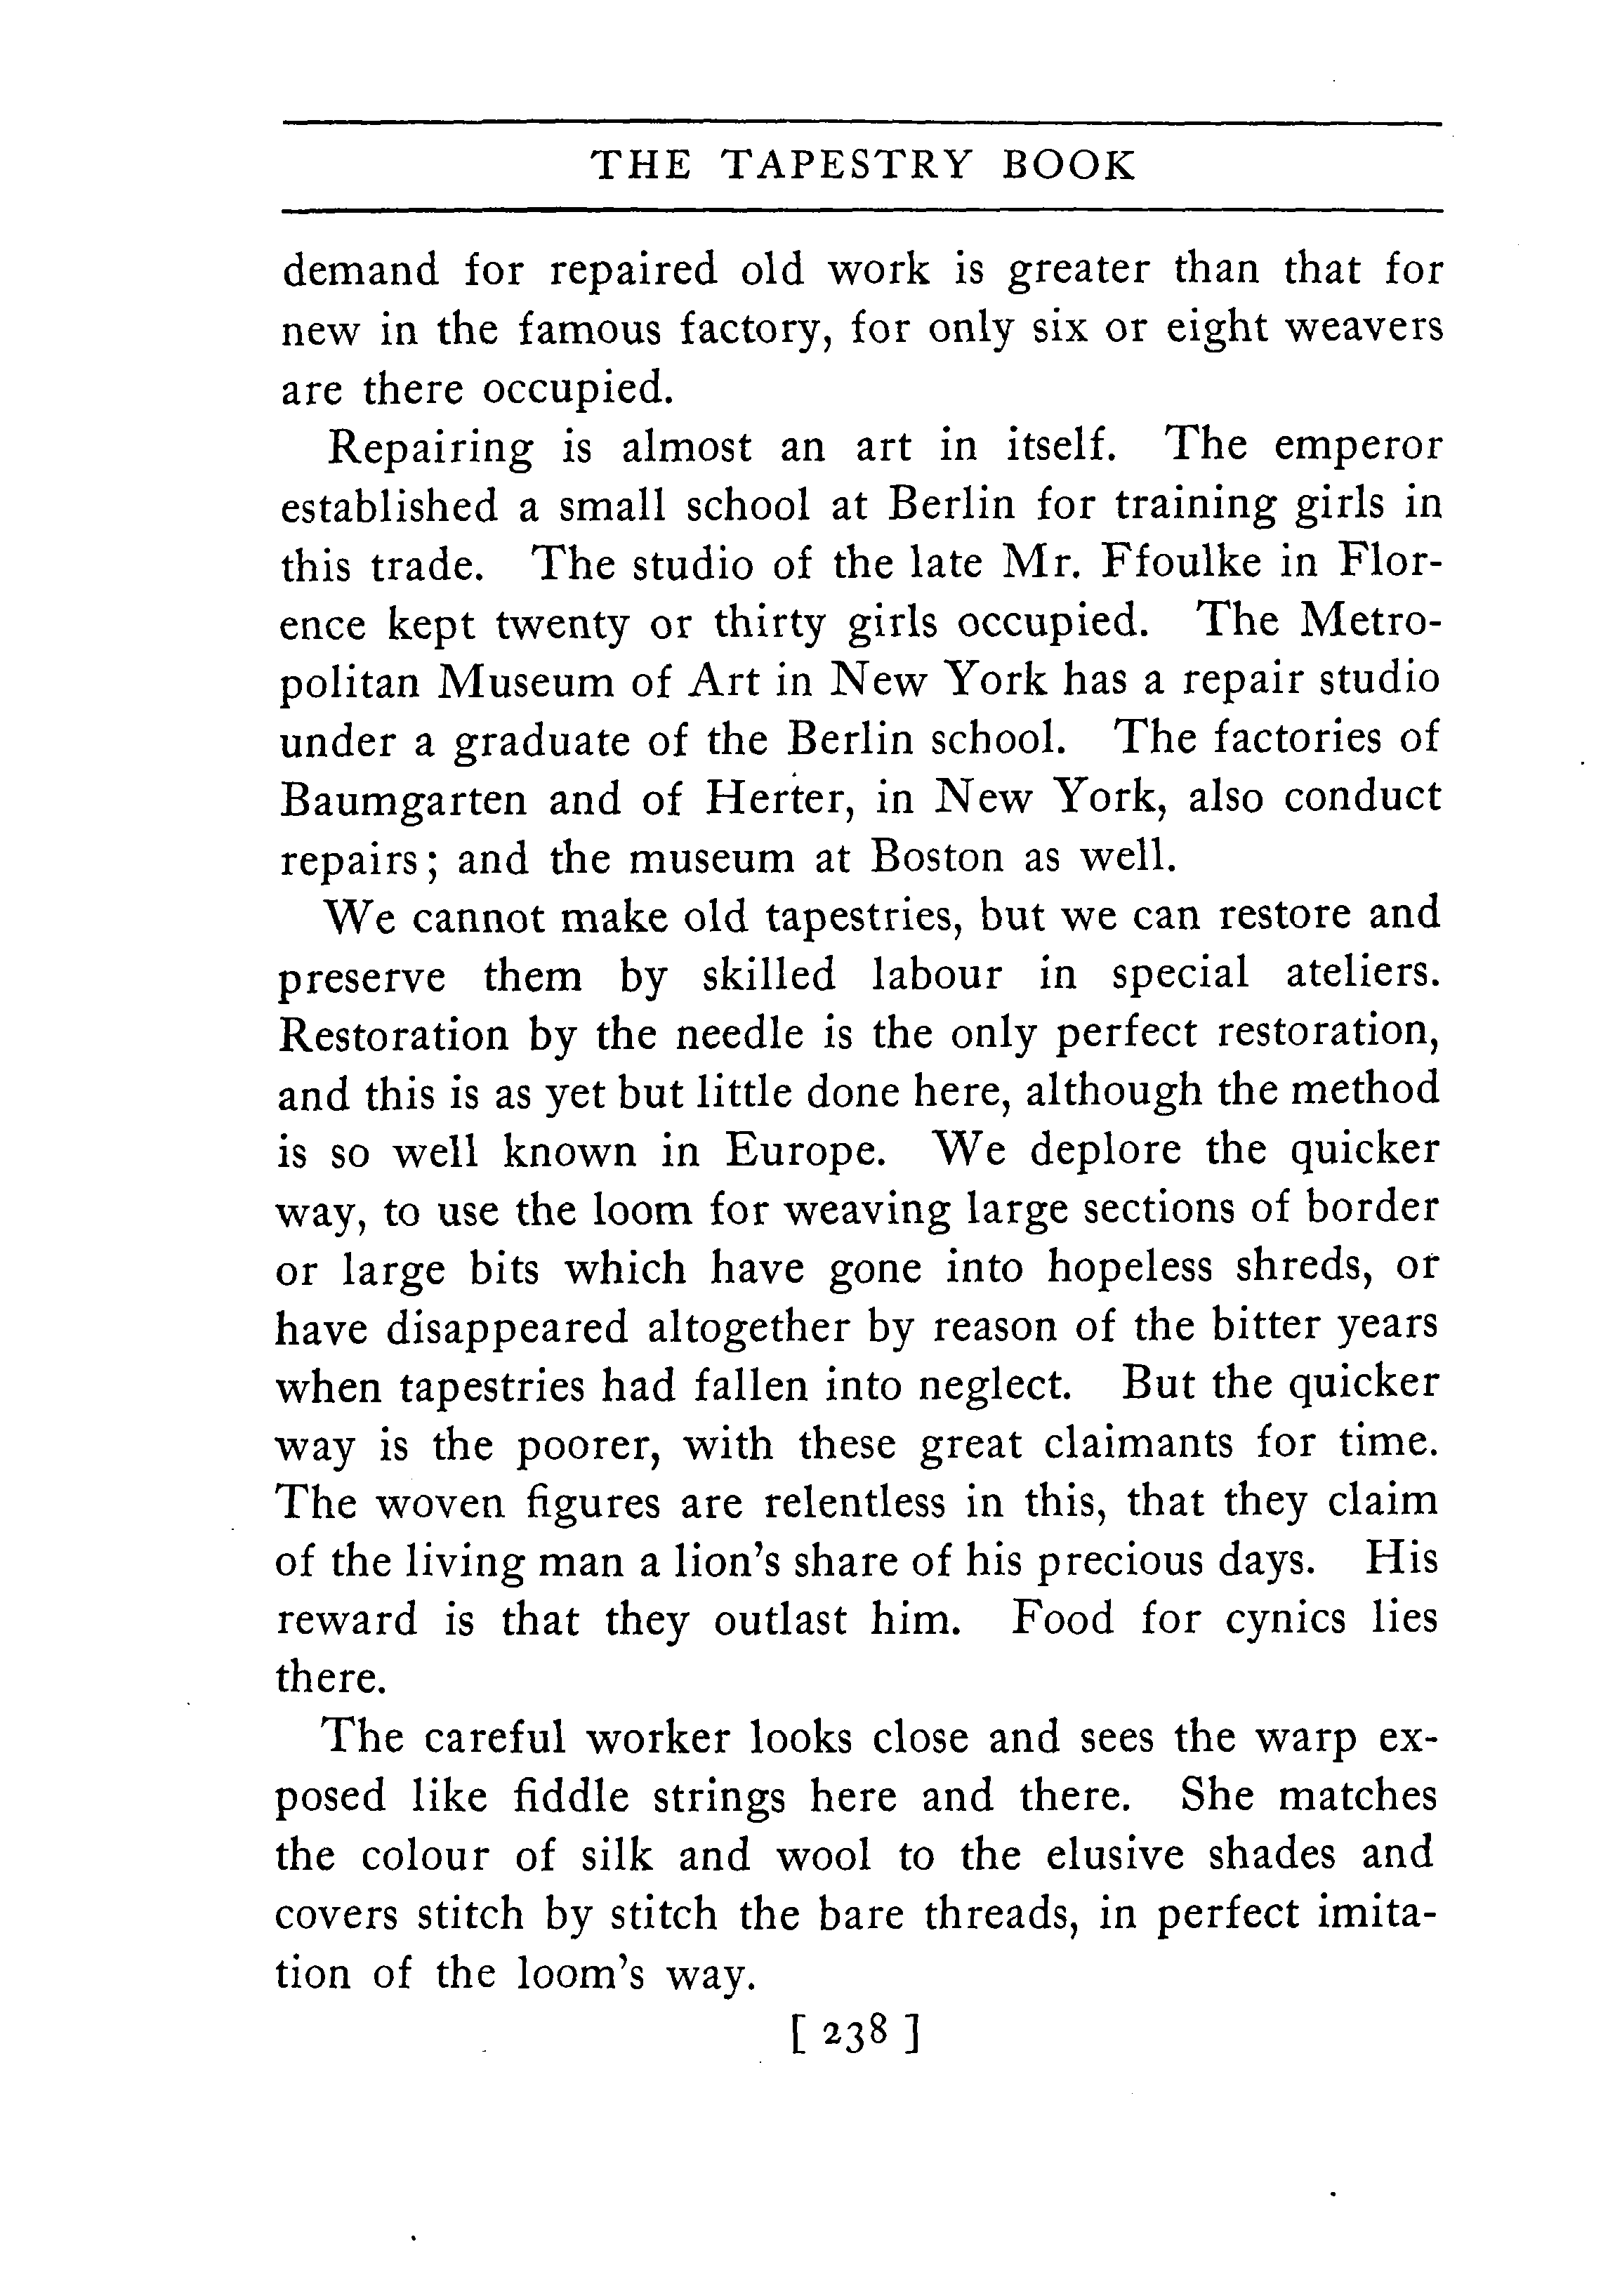 THE TAPESTRY BOOK
demand for repaired old work is greater than that for
new in the famous factory, for only six or eight weavers
are there occupied.
Repairing is almost an art in itself. The emperor
established a small school at Berlin for training girls in
this trade. The studio of the late Mr. Ffoulke in Flor-
ence kept twenty or thirty girls occupied. The Metro-
politan Museum of Art in New York has a repair studio
under a graduate of the Berlin school. The factories of
Baumgarten and of Herter, in New York, also conduct
repairs; and the museum at Boston as well.
We cannot make old tapestries, but we can restore and
preserve them by skilled labour in special ateliers.
Restoration by the needle is the only perfect restoration,
and this is as yet but little done here, although the method
is so well known in Europe. We deplore the quicker
way, to use the loom for weaving large sections of border
or large bits which have gone into hopeless shreds, or
have disappeared altogether by reason of the bitter years
when tapestries had fallen into neglect. But the quicker
way is the poorer, with these great claimants for time.
The woven figures are relentless in this, that they claim
of the living man a lion's share of his precious days. His
reward is that they outlast him. Food for cynics lies
there.
The careful worker looks close and sees the warp ex-
posed like fiddle strings here and there. She matches
the colour of silk and wool to the elusive shades and
covers stitch by stitch the bare threads, in perfect imita-
tion of the loom's way.
[ 238 ]